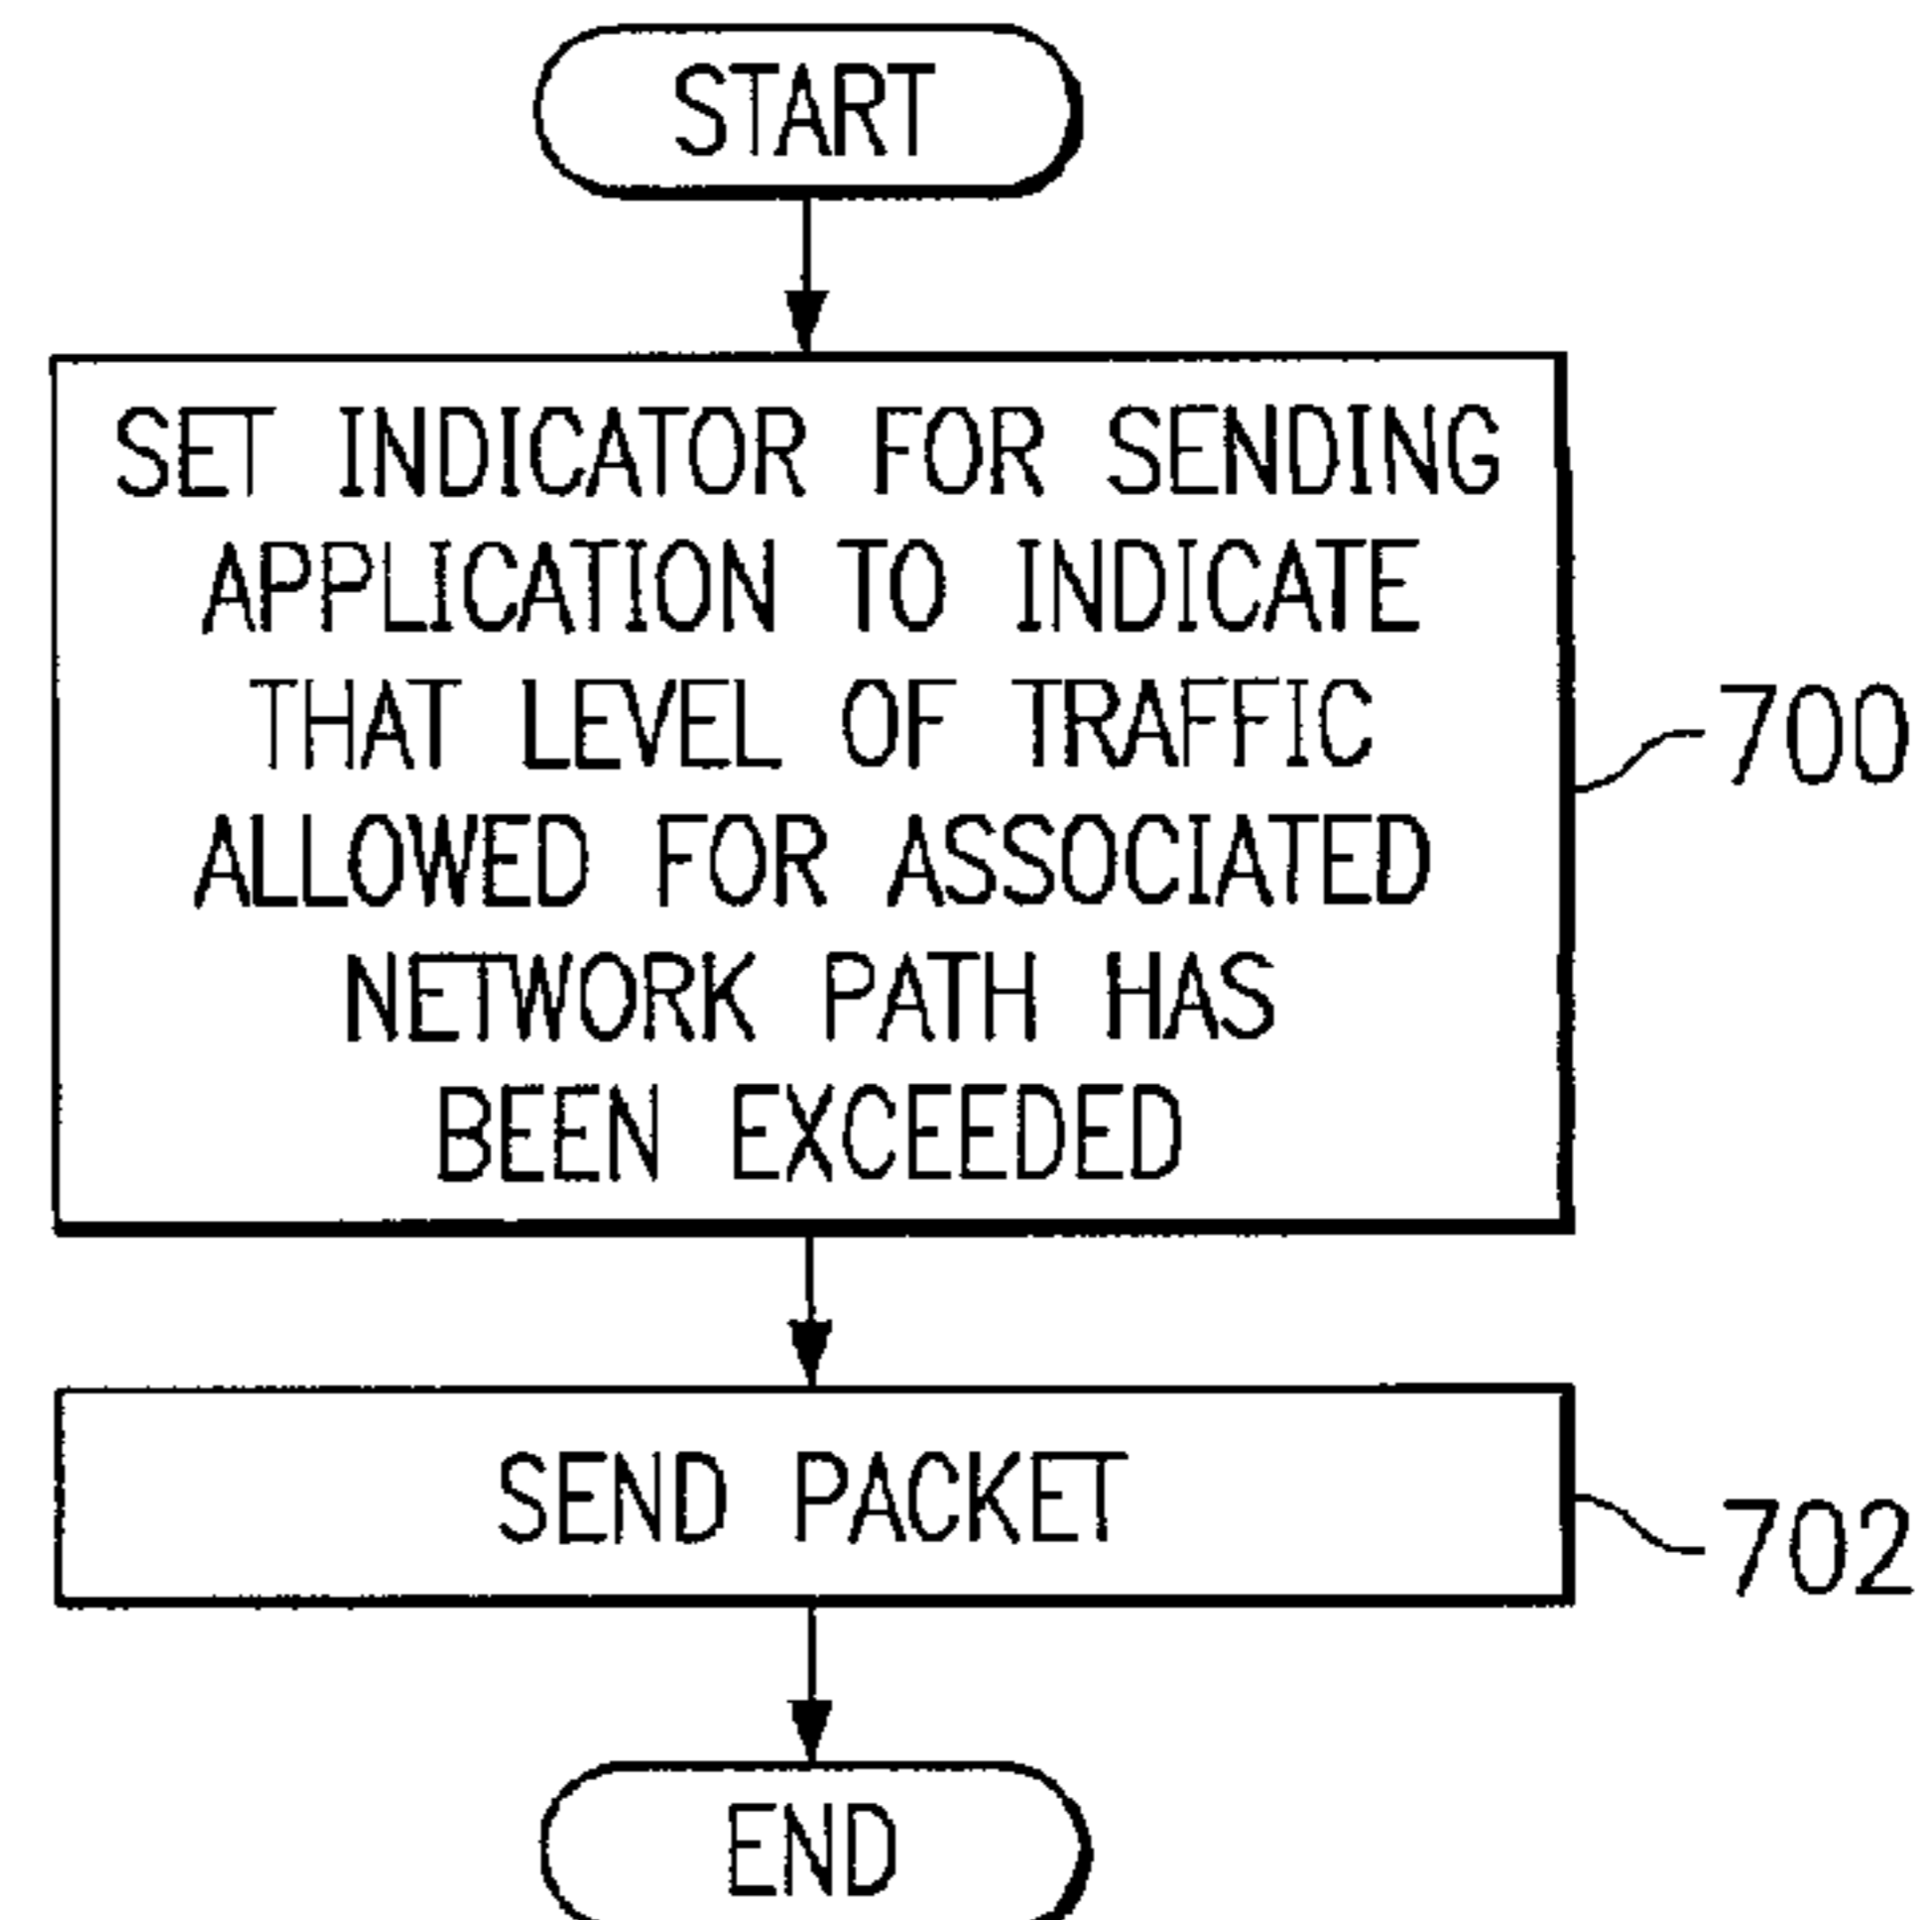 START
SET INDICATOR FOR SENDING
APPLICATION TO INDICATE
THAT LEVEL OF TRAFFIC
ALLOWED FOR ASSOCIATED
NETWORK PATH HAS
BEEN EXCEEDED
700
SEND PACKET
702
END